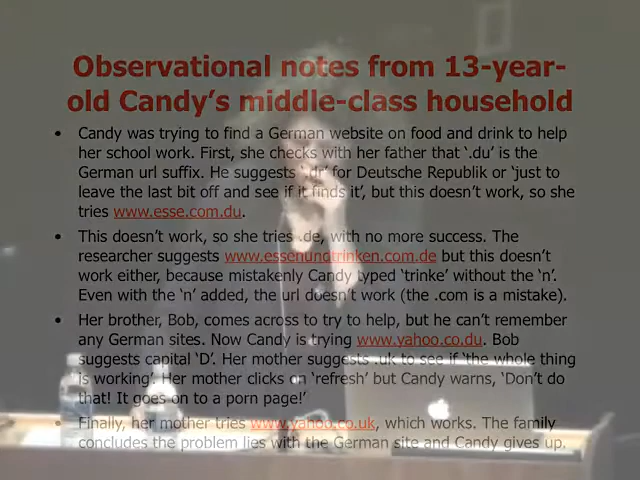 Observational notes from 13-year-
old Candy’s middle-class household
• Candy was trying to find a German website on food and drink to help
her school work. First, she checks with her father that ‘.du’ is the
German url suffix. He suggests ‘.dr’ for Deutsche Republik or ‘just to
leave the last bit off and see if it finds it’, but this doesn’t work, so she
tries www.esse.com.du.
• This doesn’t work, so she tries .de, with no more success. The
researcher suggests www.essenundtrinken.com.de but this doesn’t
work either, because mistakenly Candy typed ‘trinke’ without the ‘n’.
Even with the ‘n’ added, the url doesn’t work (the .com is a mistake).
• Her brother, Bob, comes across to try to help, but he can’t remember
any German sites. Now Candy is trying www.yahoo.co.du. Bob
suggests capital ‘D’. Her mother suggests .uk to see if ‘the whole thing
is working’. Her mother clicks on ‘refresh’ but Candy warns, ‘Don’t do
that! It goes on to a porn page!’
• Finally, her mother tries www.yahoo.co.uk, which works. The family
concludes the problem lies with the German site and Candy gives up.